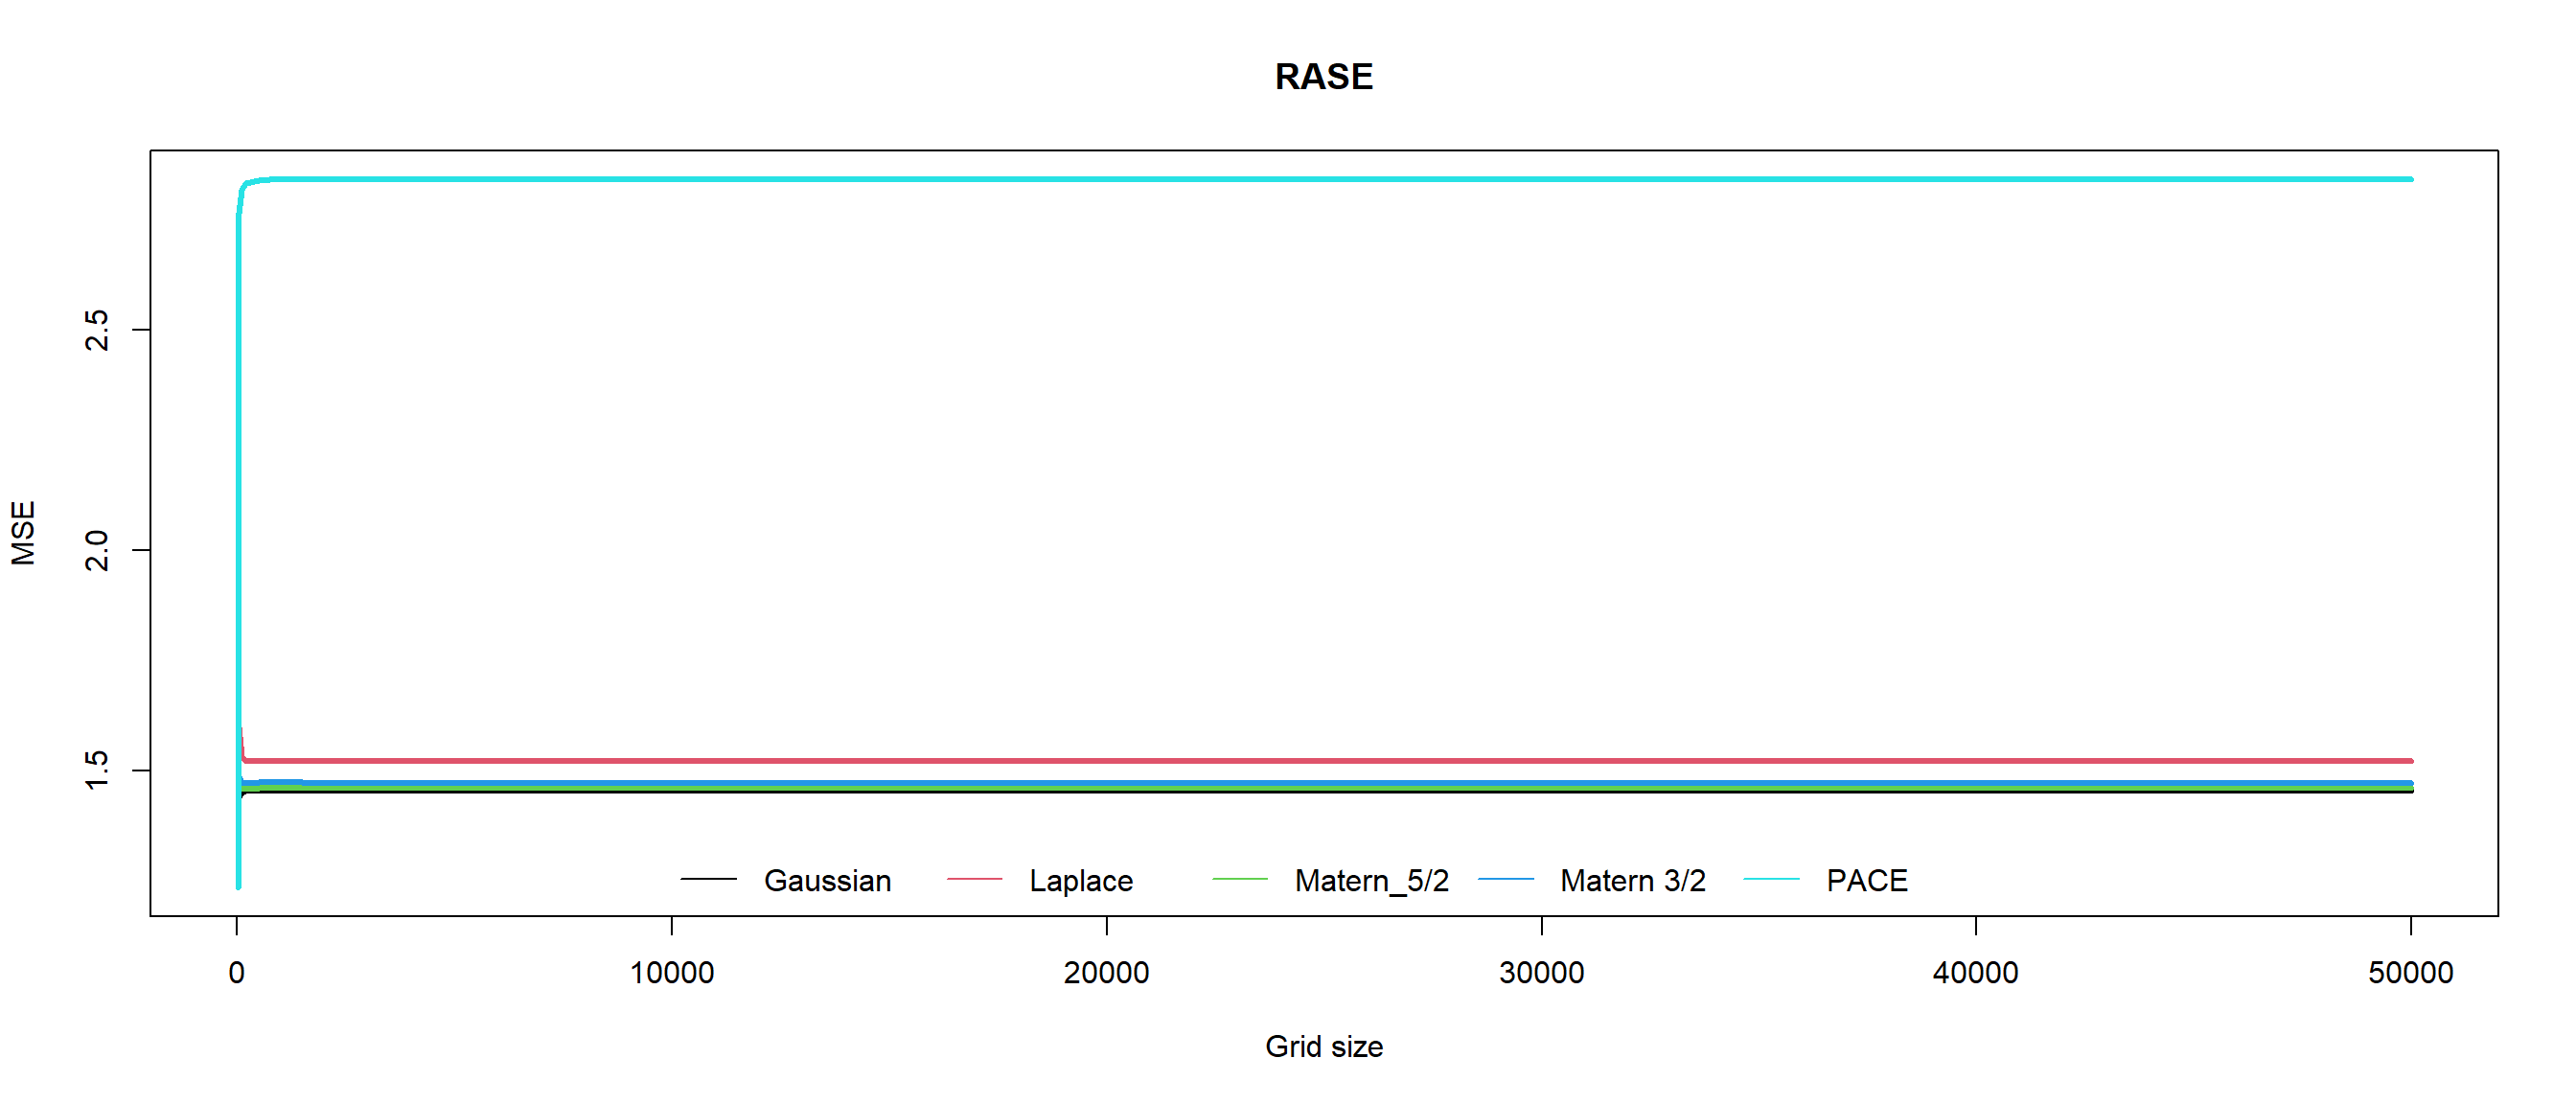 RASE
MSE
2.5
2.0
1.5
Gaussian Laplace Matern_5/2 Matern 3/2 PACE
0 10000 20000 30000 40000 50000
Grid size